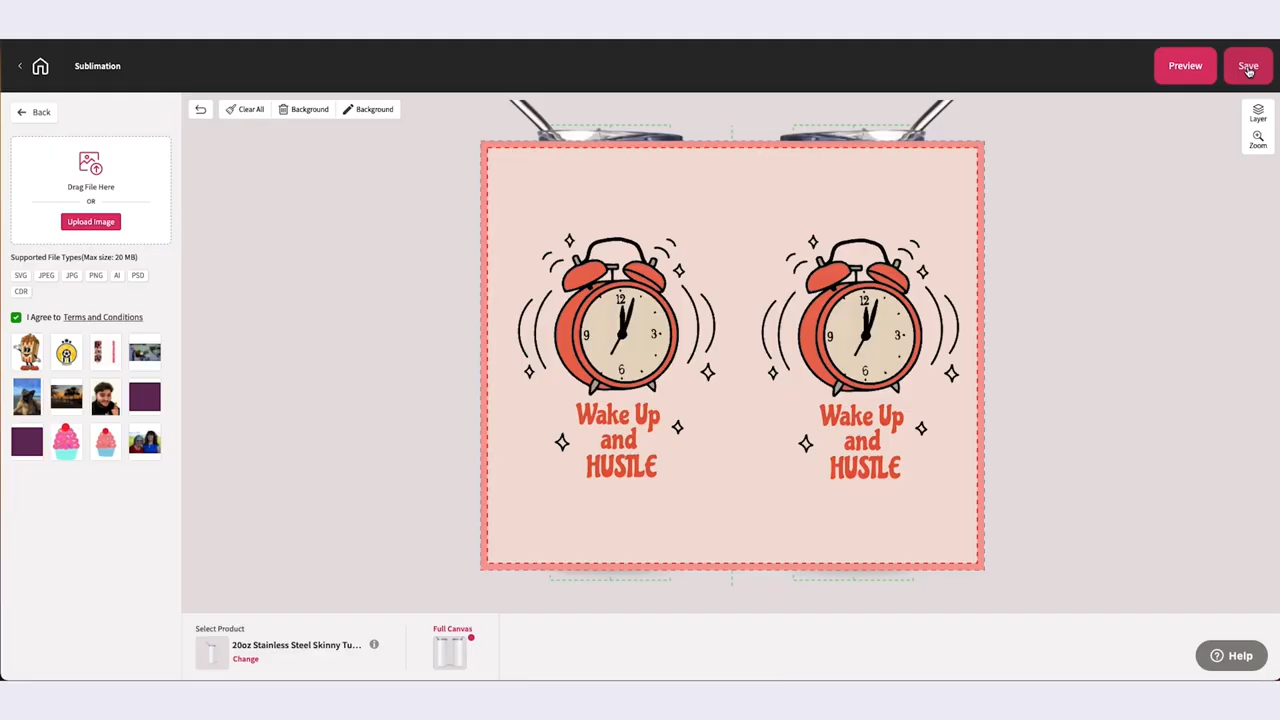 Sublimation
Preview
Save
Back
Clear All
Background
Background
Layer
Zoom
Drag File Here
OR
Upload Image
Supported File Types(Max size: 20 MB)
SVG JPEG JPG PNG AI PSD
CDR
I Agree to Terms and Conditions
12
9 3
6
Wake Up
and
HUSTLE
12
9 3
6
Wake Up
and
HUSTLE
Select Product
20oz Stainless Steel Skinny Tu...
Change
Full Canvas
Help